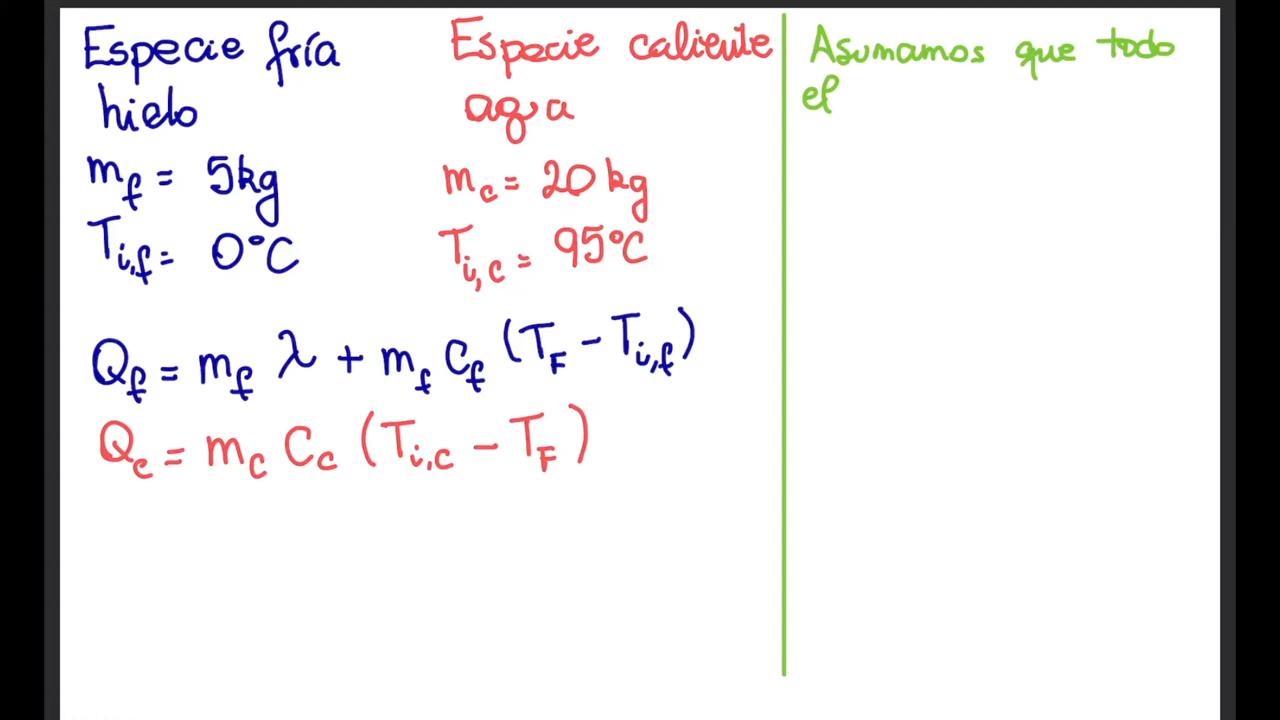 Especie fría
hielo
m_f = 5kg
T_i,f = 0°C
Especie caliente
agua
m_c = 20 kg
T_i,c = 95°C
Q_f = m_f λ + m_f C_f (T_F - T_i,f)
Q_c = m_c C_c (T_i,c - T_F)
Asumamos que todo
el